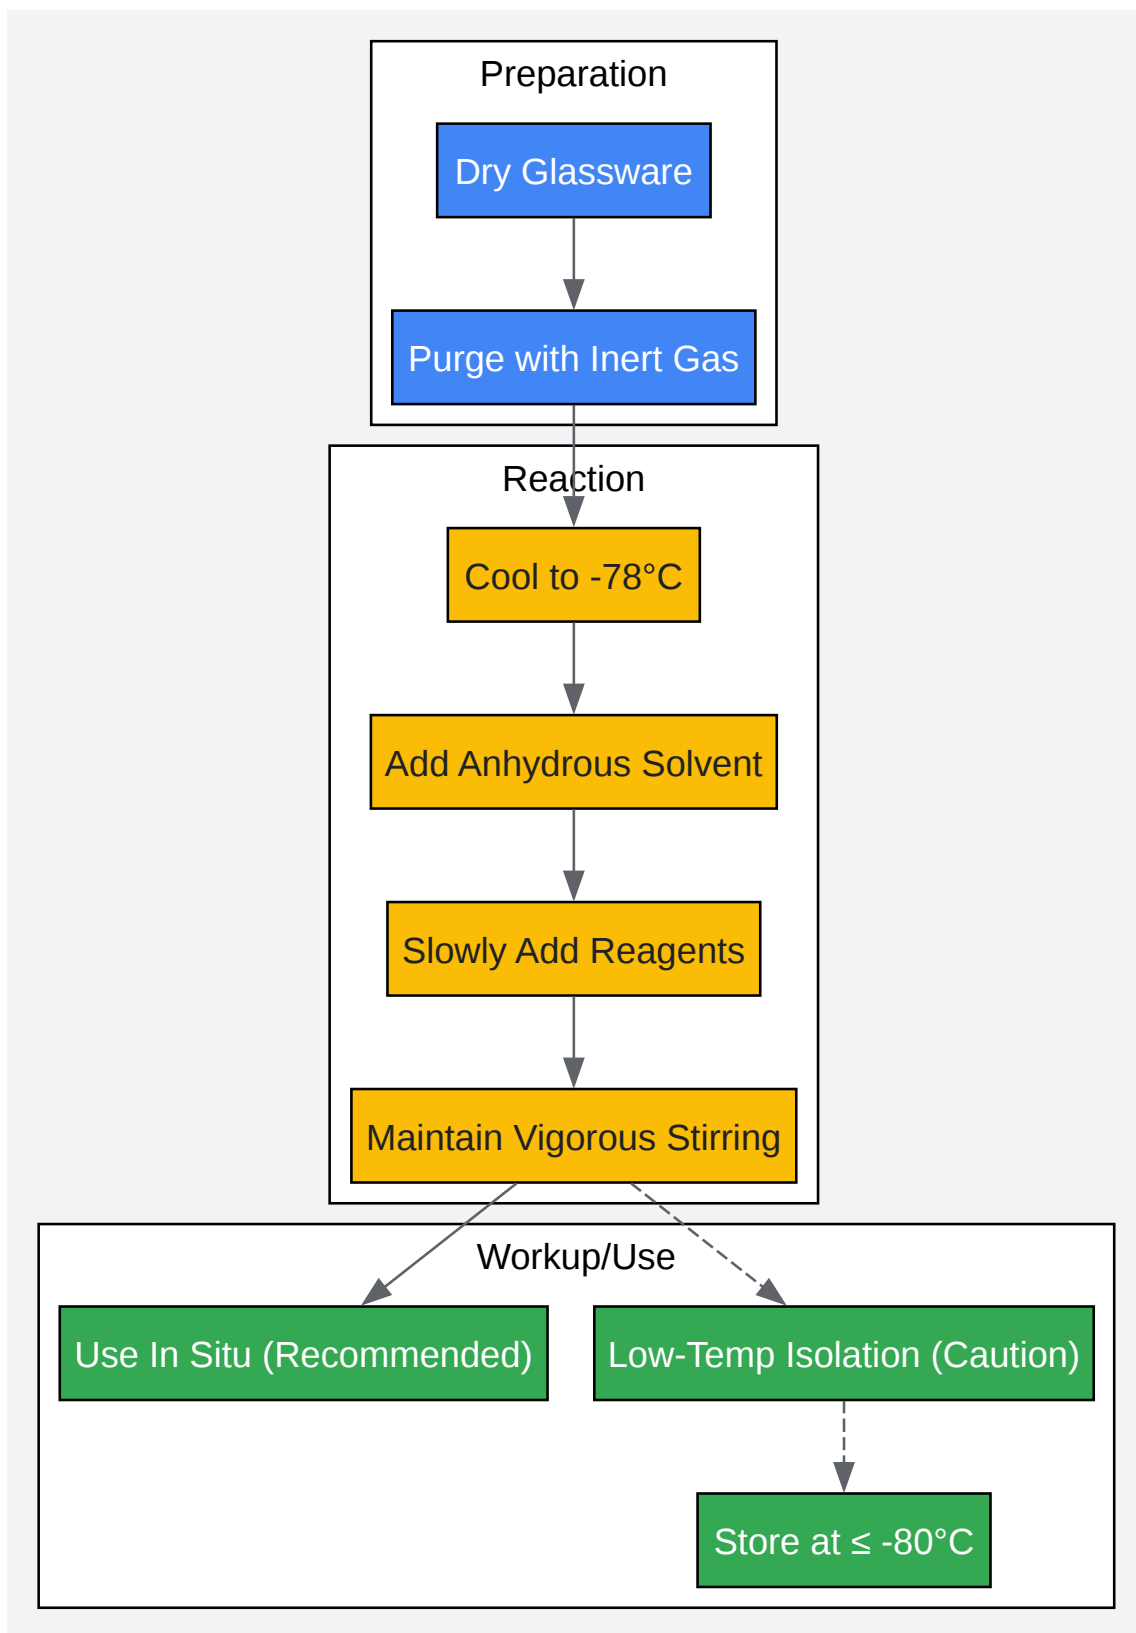 Preparation
Dry Glassware
Purge with Inert Gas
Reaction
Cool to -78°C
Add Anhydrous Solvent
Slowly Add Reagents
Maintain Vigorous Stirring
Workup/Use
Use In Situ (Recommended)
Low-Temp Isolation (Caution)
Store at ≤ -80°C